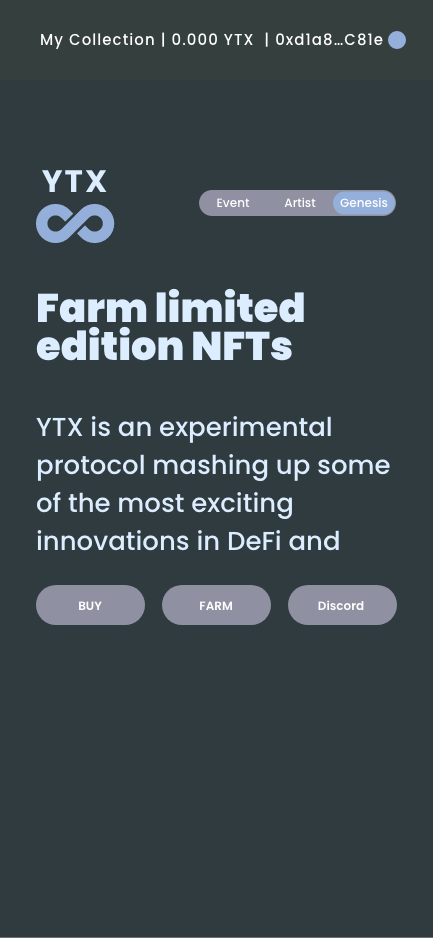 My Collection | 0.000 YTX | 0xd1a8...C81e
YTX
Event Artist Genesis
Farm limited
edition NFTs
YTX is an experimental
protocol mashing up some
of the most exciting
innovations in DeFi and
BUY FARM Discord